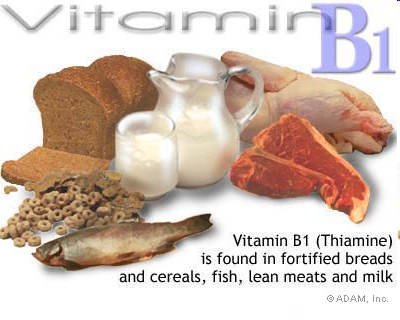 Vitamin B1
Vitamin B1 (Thiamine)
is found in fortified breads
and cereals, fish, lean meats and milk
©ADAM, Inc.